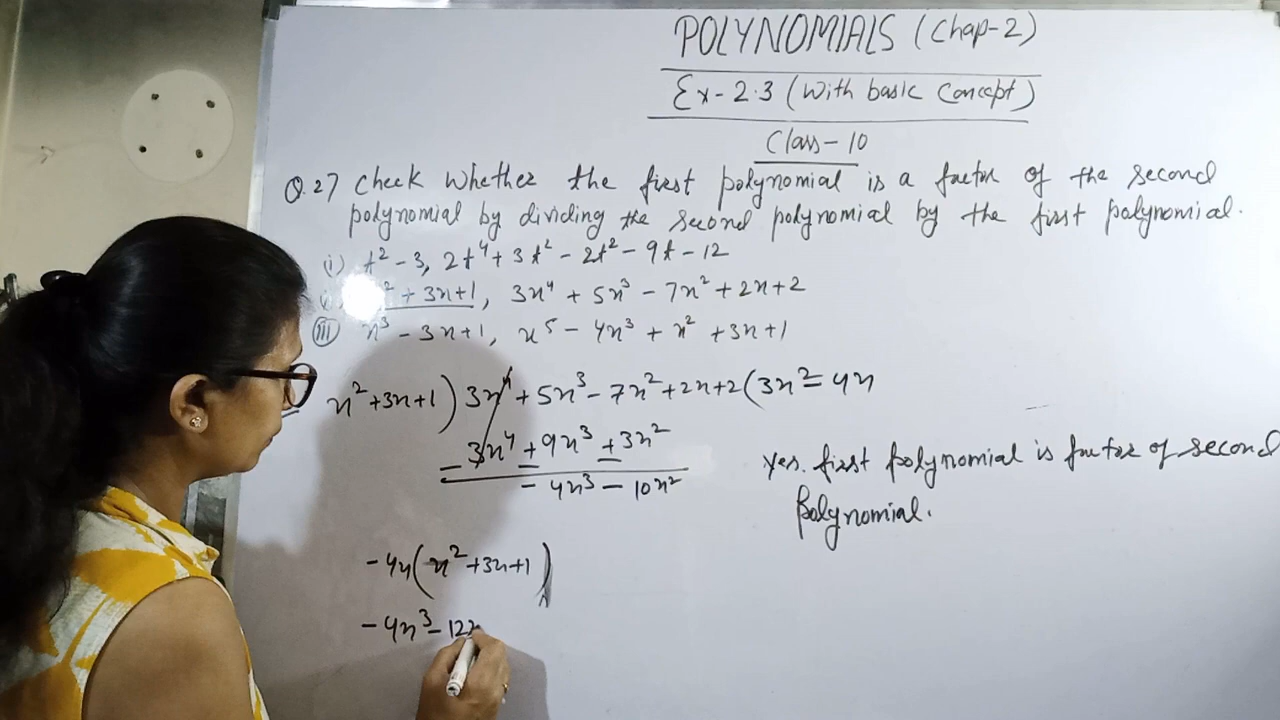 POLYNOMIALS (Chap-2)
Ex-2.3 (With basic Concept)
Class-10
Q.27 Check Whether the first polynomial is a factor of the second
polynomial by dividing the second polynomial by the first polynomial.
(i) t² - 3, 2t⁴ + 3t² - 2t² - 9t - 12
² + 3x+1, 3x⁴ + 5x³ - 7x² + 2x + 2
(iii) x³ - 3x+1, x⁵ - 4x³ + x² + 3x+1
x² +3x+1 ) 3x⁴ + 5x³ - 7x² + 2x + 2 ( 3x² - 4x
3x⁴ + 9x³ + 3x²
- - -
- 4x³ - 10x²
Yes. first polynomial is factor of second
polynomial.
-4x ( x² + 3x + 1 )
- 4x³ - 12x